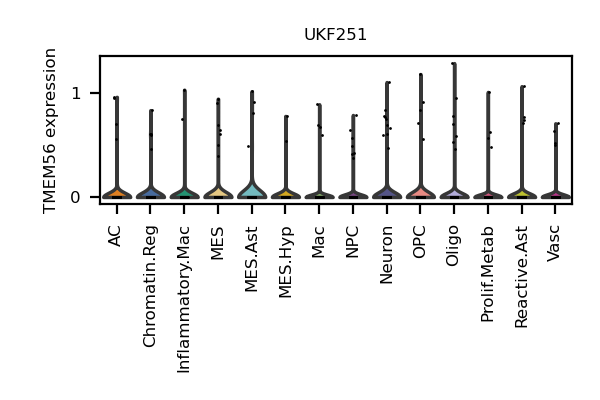 UKF251
TMEM56 expression
1
0
AC
Chromatin.Reg
Inflammatory.Mac
MES
MES.Ast
MES.Hyp
Mac
NPC
Neuron
OPC
Oligo
Prolif.Metab
Reactive.Ast
Vasc